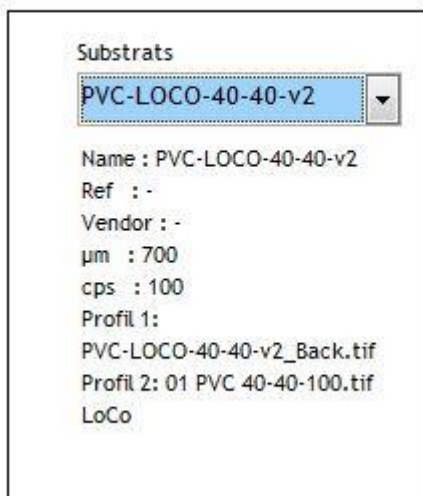 Substrats
PVC-LOCO-40-40-v2
Name : PVC-LOCO-40-40-v2
Ref : -
Vendor : -
µm : 700
cps : 100
Profil 1:
PVC-LOCO-40-40-v2_Back.tif
Profil 2: 01 PVC 40-40-100.tif
LoCo